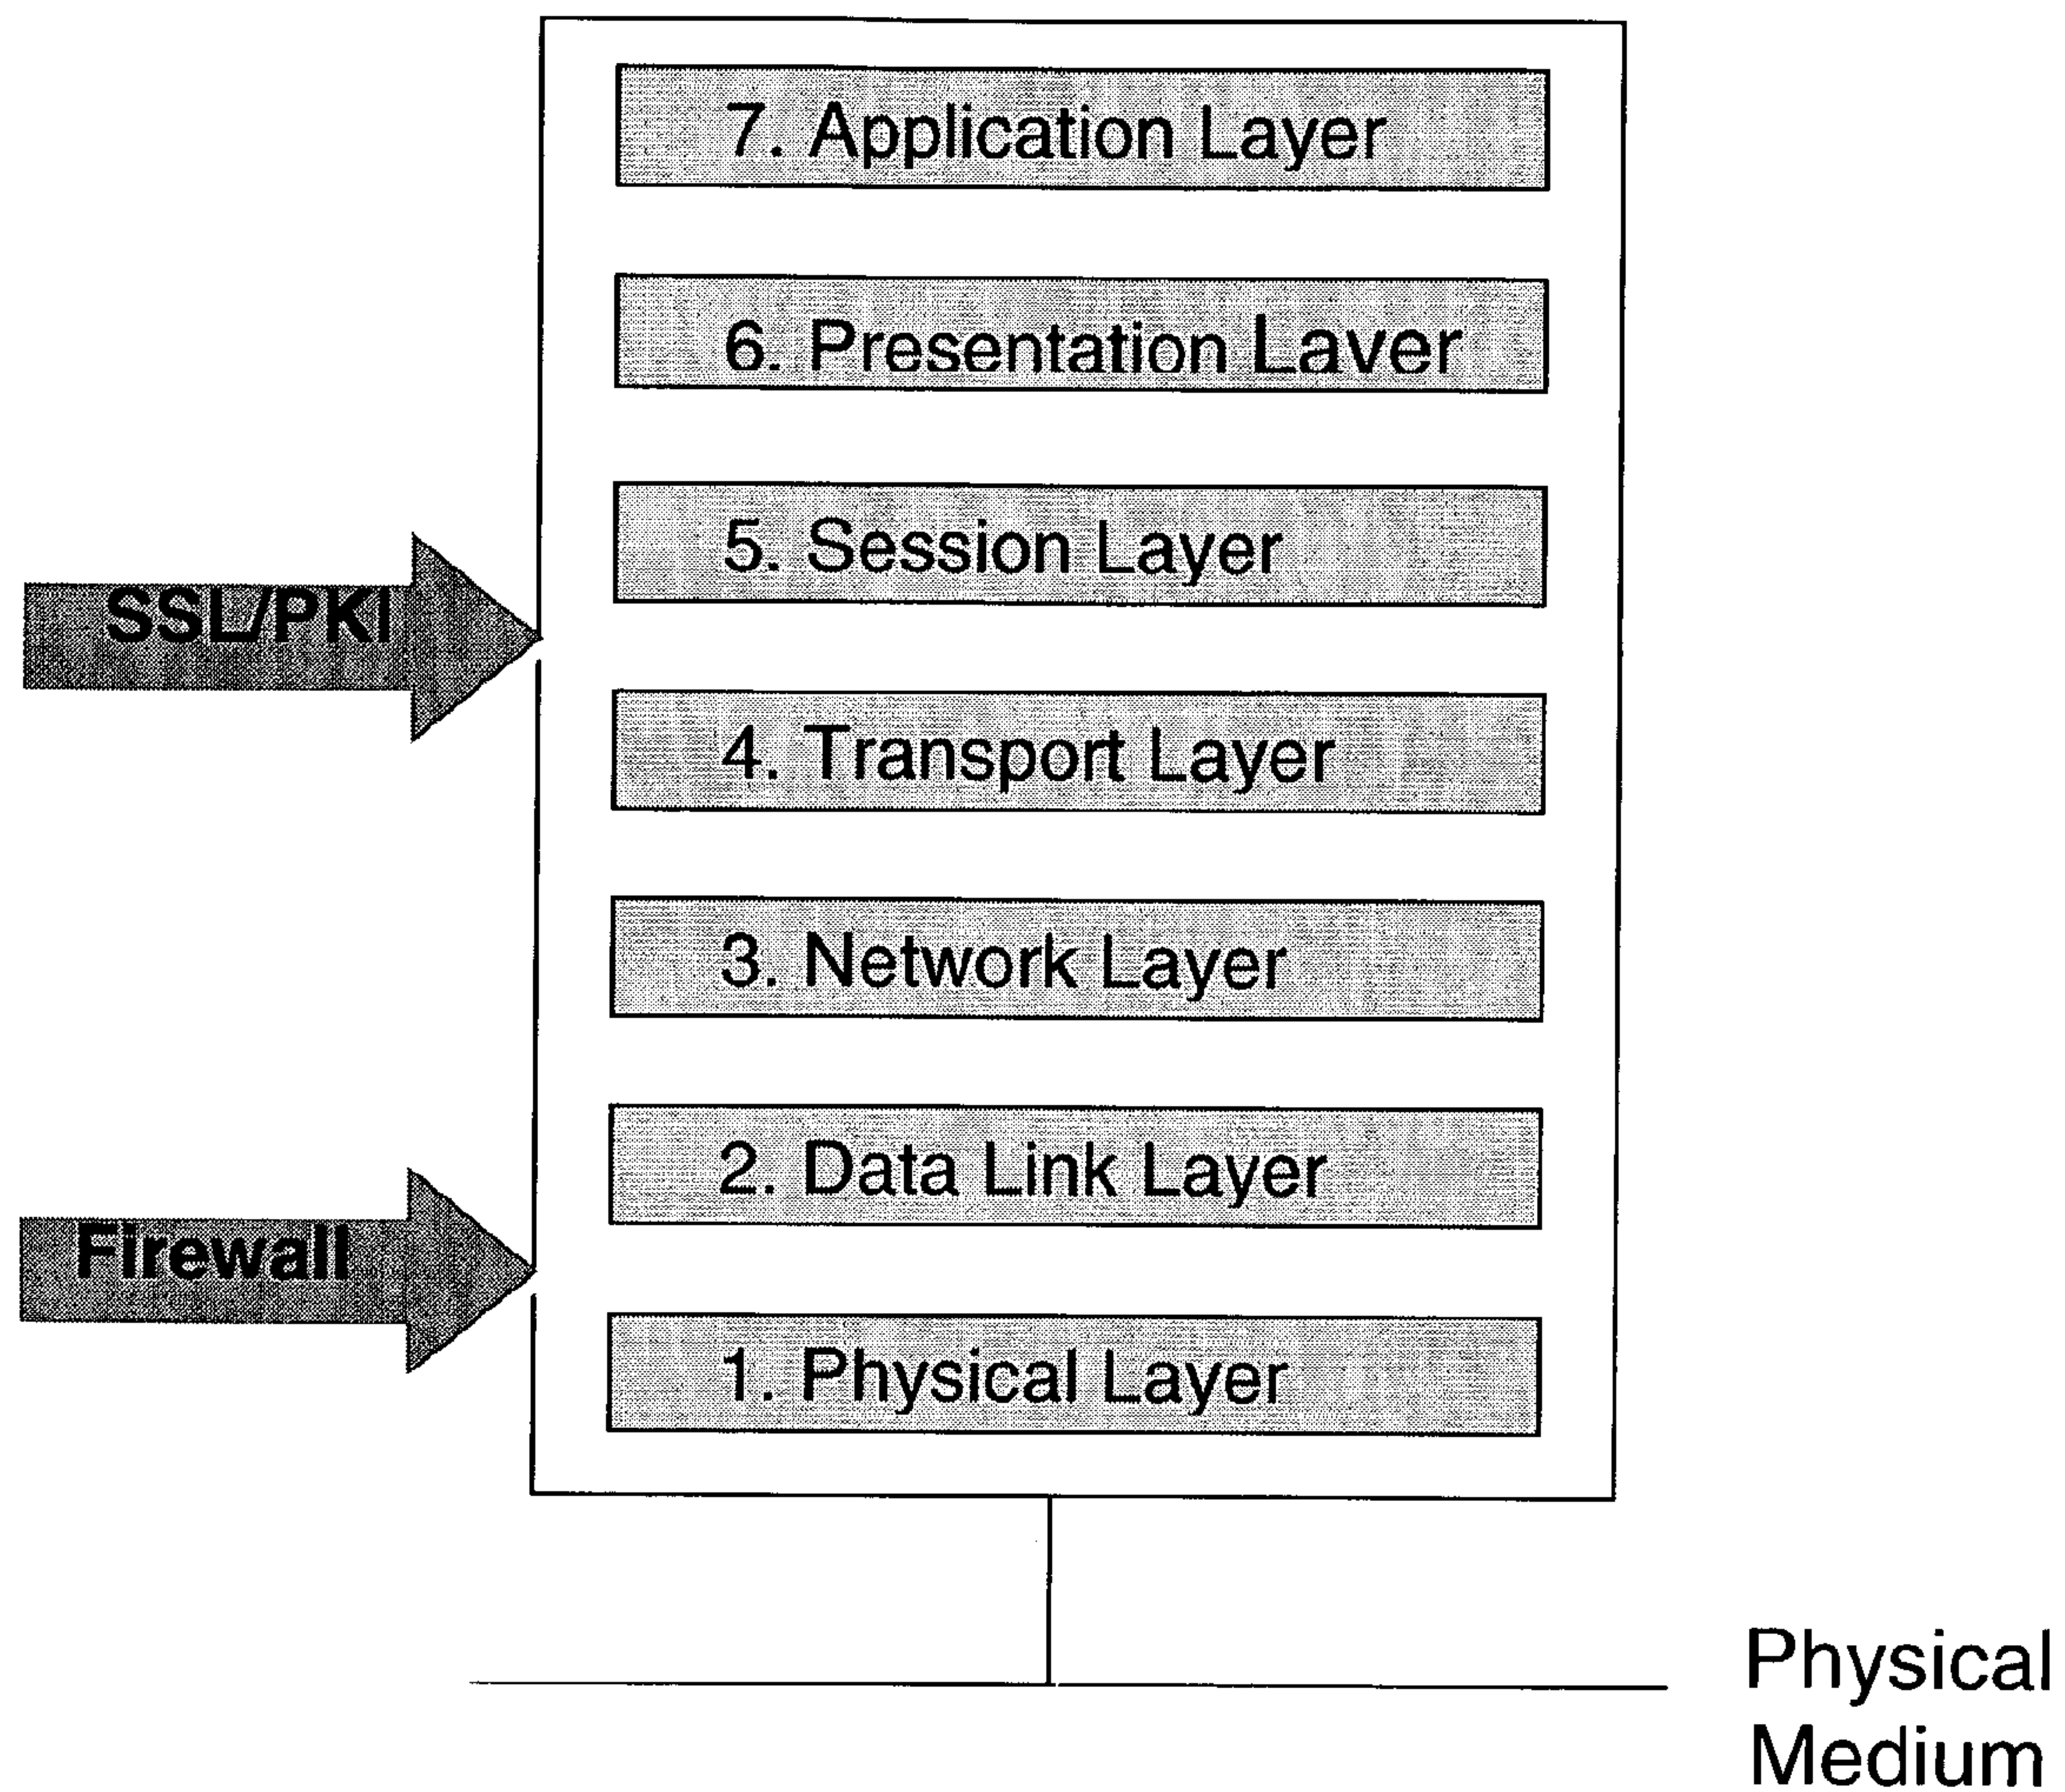 7. Application Layer
6. Presentation Laver
5. Session Layer
SSL/PKI
4. Transport Layer
3. Network Layer
2. Data Link Layer
Firewall
1. Physical Layer
Physical
Medium